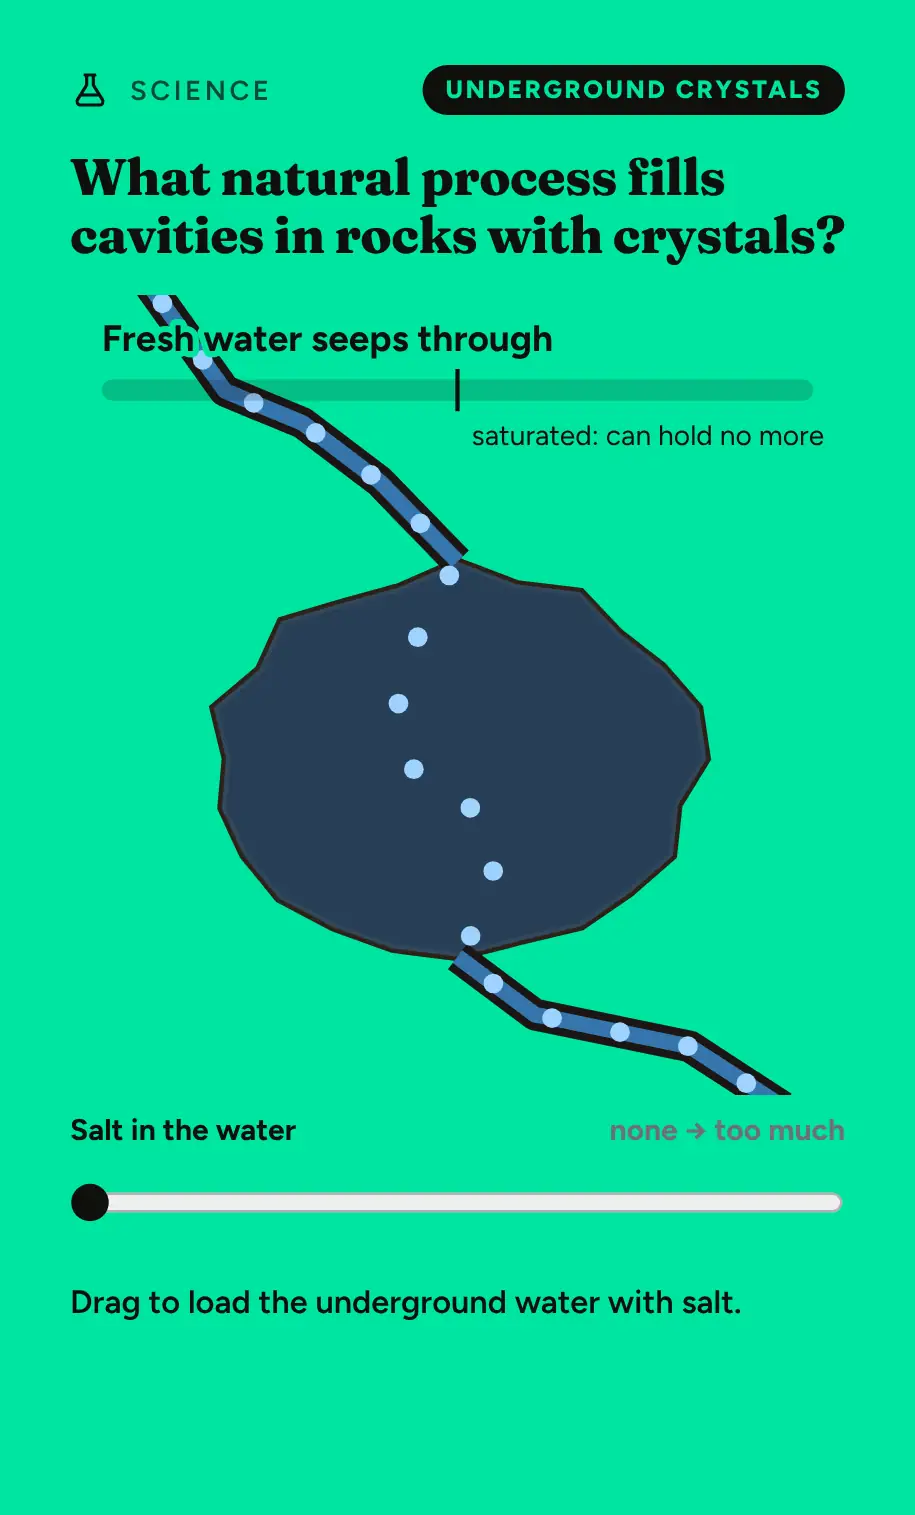 SCIENCE
UNDERGROUND CRYSTALS
What natural process fills
cavities in rocks with crystals?
Fresh water seeps through
saturated: can hold no more
Salt in the water
none → too much
Drag to load the underground water with salt.